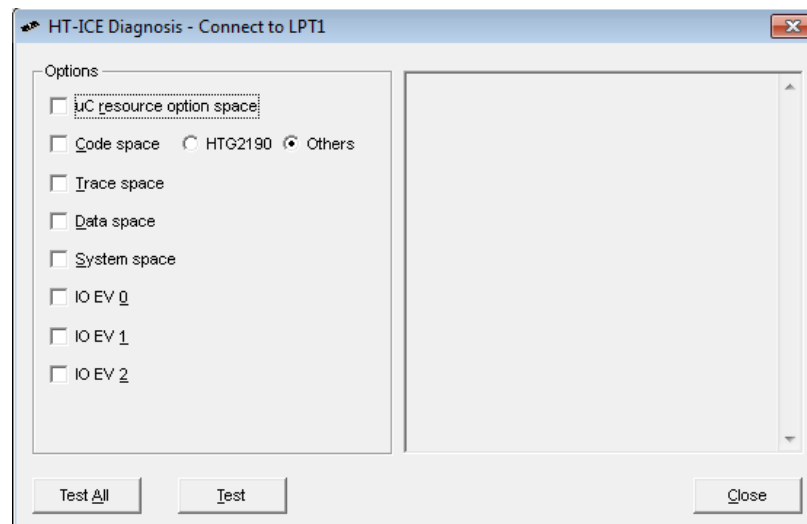 HT-ICE Diagnosis - Connect to LPT1
Options
uC resource option space
Code space HTG2190 Others
Trace space
Data space
System space
IO EV 0
IO EV 1
IO EV 2
Test All Test Close